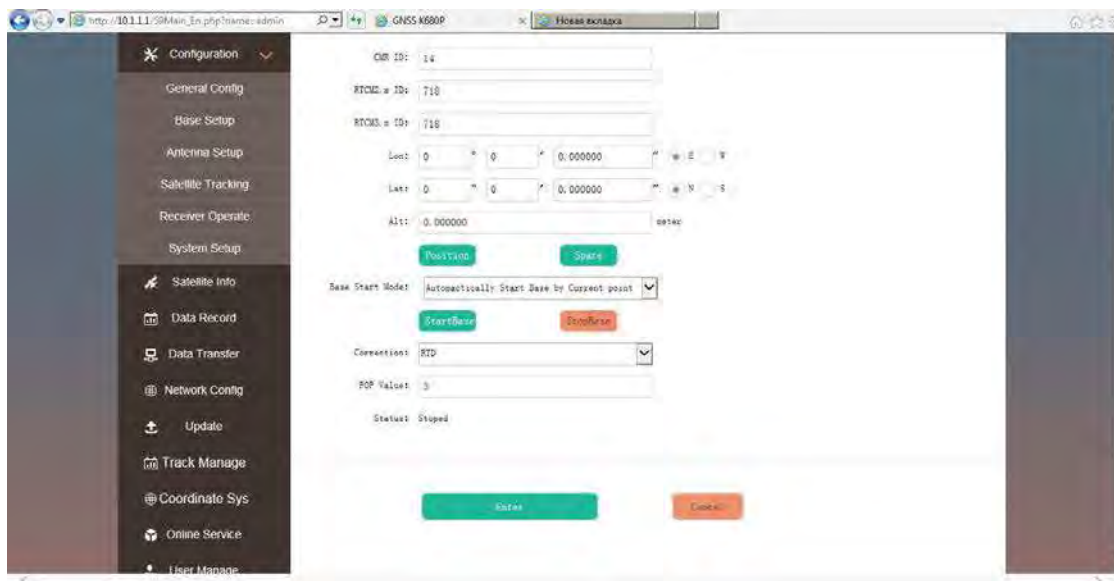 http://10.1.1.1/S9Main_En.php?name=admin
GNSS K680P
Новая вкладка
Configuration
General Config
Base Setup
Antenna Setup
Satellite Tracking
Receiver Operate
System Setup
Satellite Info
Data Record
Data Transfer
Network Config
Update
Track Manage
Coordinate Sys
Online Service
User Manage
CMR ID: 14
RTCM2.x ID: 718
RTCM3.x ID: 718
Lon: 0 ° 0 ′ 0.000000 ″ E W
Lat: 0 ° 0 ′ 0.000000 ″ N S
Alt: 0.000000 meter
Position Space
Base Start Mode: Automactically Start Base by Current point
StartBase StopBase
Correction: RTD
POP Value: 3
Status: Stoped
Enter Cancel